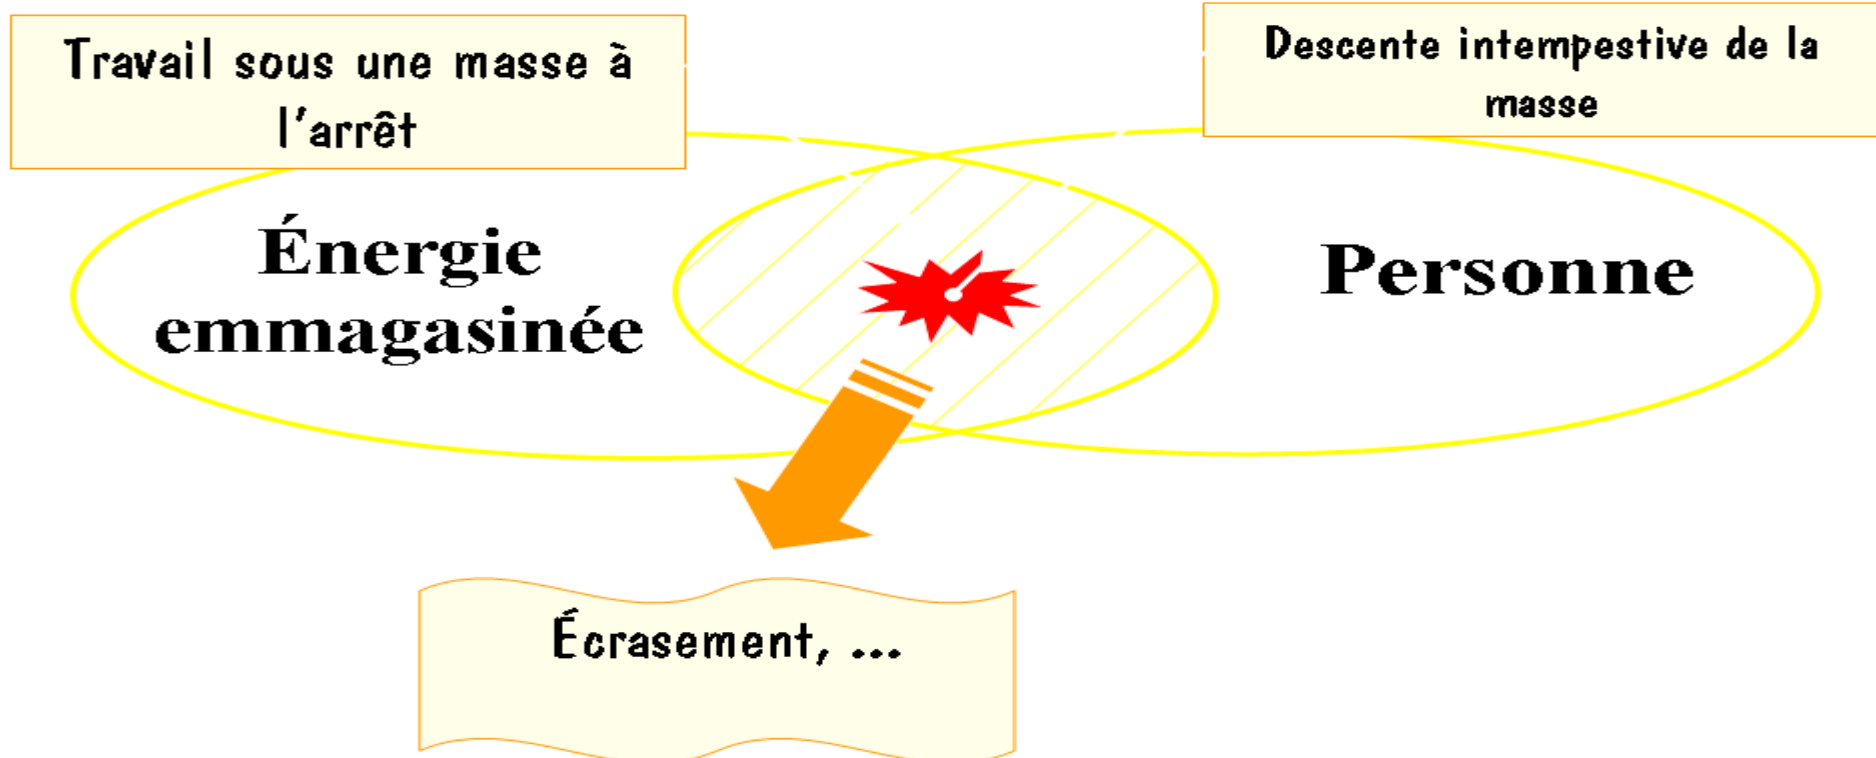 Travail sous une masse à
l'arrêt
Descente intempestive de la
masse
Énergie
emmagasinée
Personne
Écrasement, ...